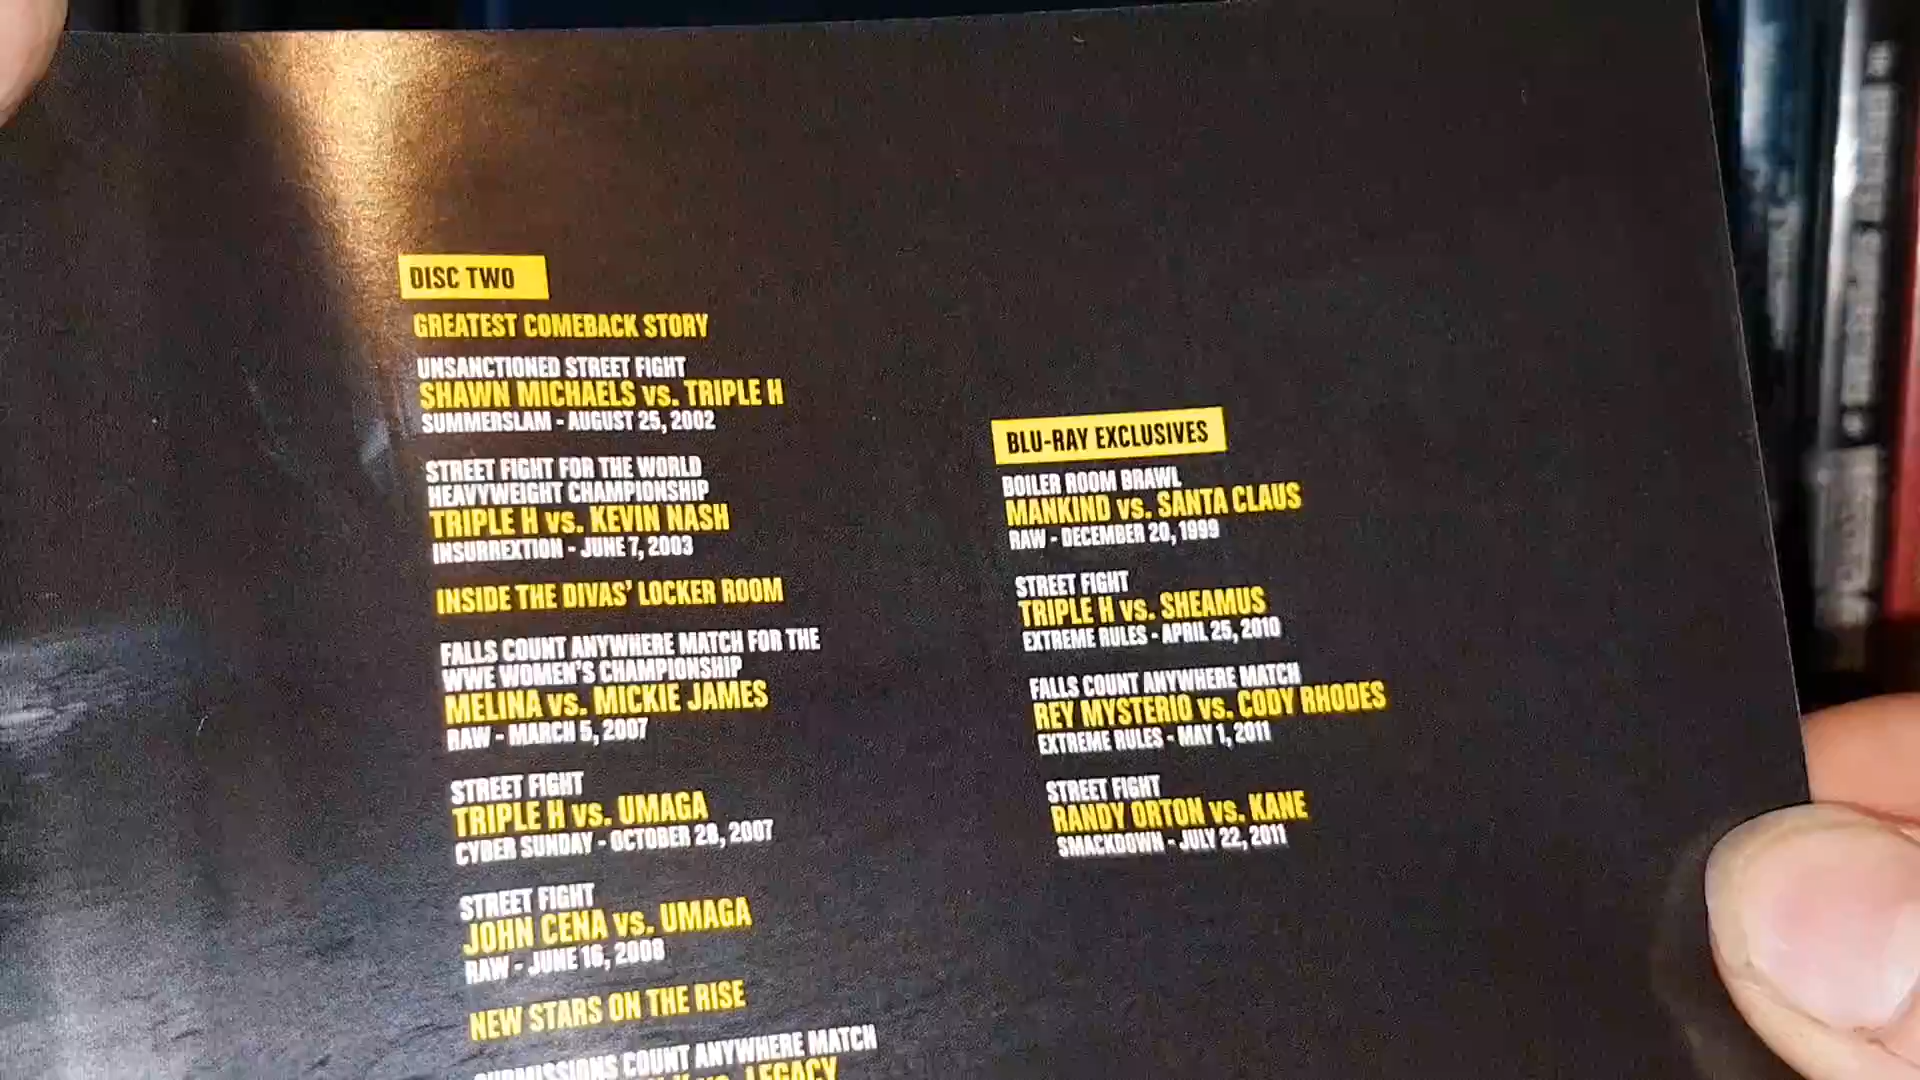 DISC TWO
GREATEST COMEBACK STORY
UNSANCTIONED STREET FIGHT
SHAWN MICHAELS vs. TRIPLE H
SUMMERSLAM - AUGUST 25, 2002
STREET FIGHT FOR THE WORLD
HEAVYWEIGHT CHAMPIONSHIP
TRIPLE H vs. KEVIN NASH
INSURREXTION - JUNE 7, 2003
INSIDE THE DIVAS' LOCKER ROOM
FALLS COUNT ANYWHERE MATCH FOR THE
WWE WOMEN'S CHAMPIONSHIP
MELINA vs. MICKIE JAMES
RAW - MARCH 5, 2007
STREET FIGHT
TRIPLE H vs. UMAGA
CYBER SUNDAY - OCTOBER 28, 2007
STREET FIGHT
JOHN CENA vs. UMAGA
RAW - JUNE 16, 2008
NEW STARS ON THE RISE
SUBMISSIONS COUNT ANYWHERE MATCH
vs. LEGACY
BLU-RAY EXCLUSIVES
BOILER ROOM BRAWL
MANKIND vs. SANTA CLAUS
RAW - DECEMBER 20, 1999
STREET FIGHT
TRIPLE H vs. SHEAMUS
EXTREME RULES - APRIL 25, 2010
FALLS COUNT ANYWHERE MATCH
REY MYSTERIO vs. CODY RHODES
EXTREME RULES - MAY 1, 2011
STREET FIGHT
RANDY ORTON vs. KANE
SMACKDOWN - JULY 22, 2011